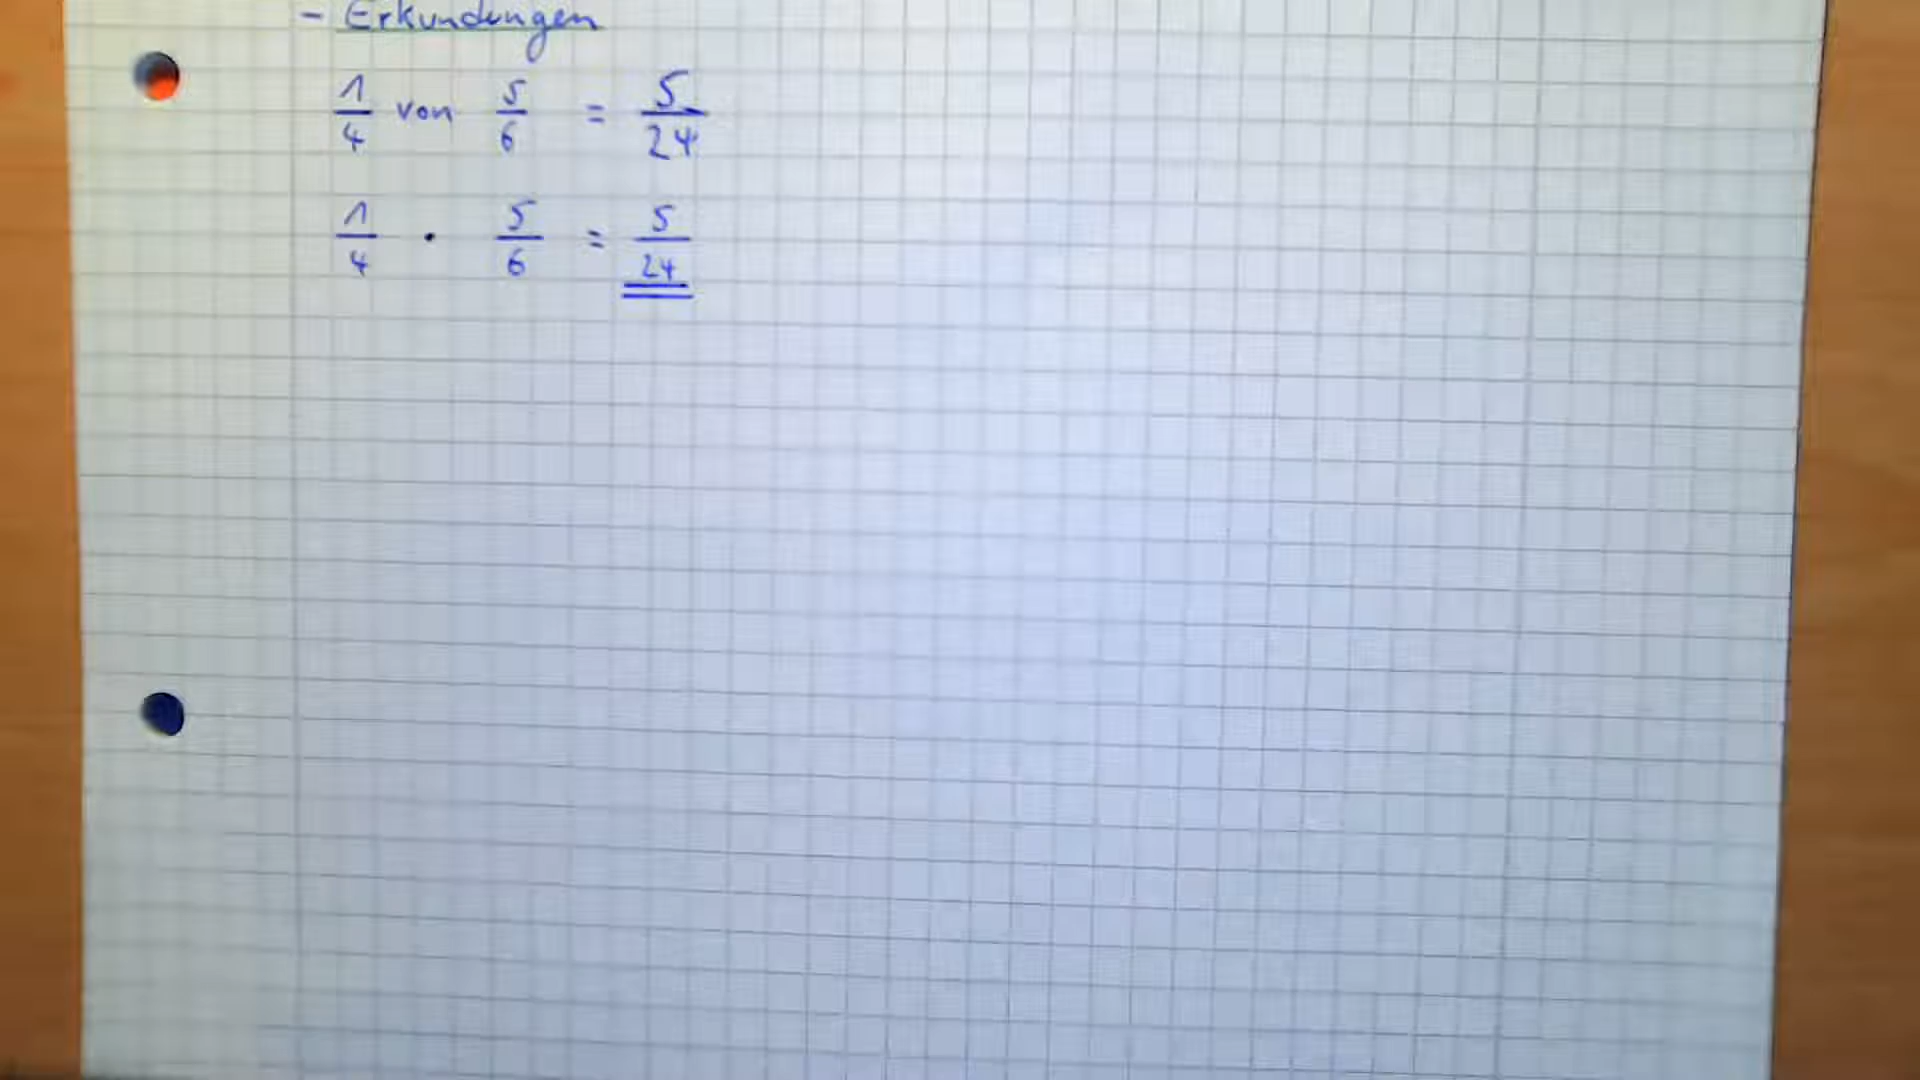 - Erkundungen
1/4 von 5/6 = 5/24
1/4 · 5/6 = 5/24